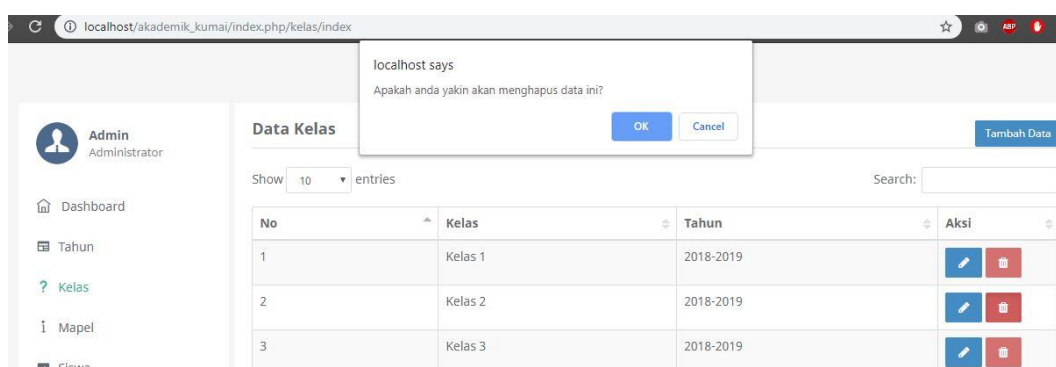 localhost/akademik_kumai/index.php/kelas/index
ABP
localhost says
Apakah anda yakin akan menghapus data ini?
OK Cancel
Admin
Administrator
Dashboard
Tahun
? Kelas
i Mapel
Siswa
Data Kelas
Tambah Data
Show 10 entries
Search:
No Kelas Tahun Aksi
1 Kelas 1 2018-2019
2 Kelas 2 2018-2019
3 Kelas 3 2018-2019